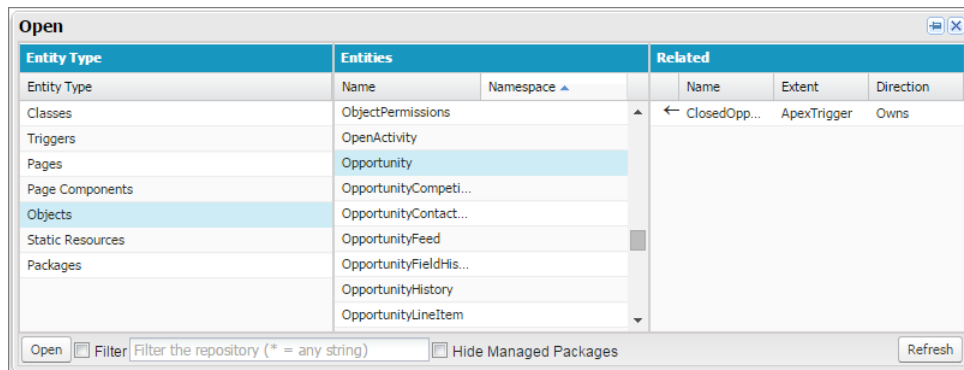 Open
Entity Type Entities Related
Entity Type Name Namespace Name Extent Direction
Classes ObjectPermissions ClosedOpp... ApexTrigger Owns
Triggers OpenActivity
Pages Opportunity
Page Components OpportunityCompeti...
Objects OpportunityContact...
Static Resources OpportunityFeed
Packages OpportunityFieldHis...
OpportunityHistory
OpportunityLineItem
Open Filter Filter the repository (* = any string) Hide Managed Packages Refresh